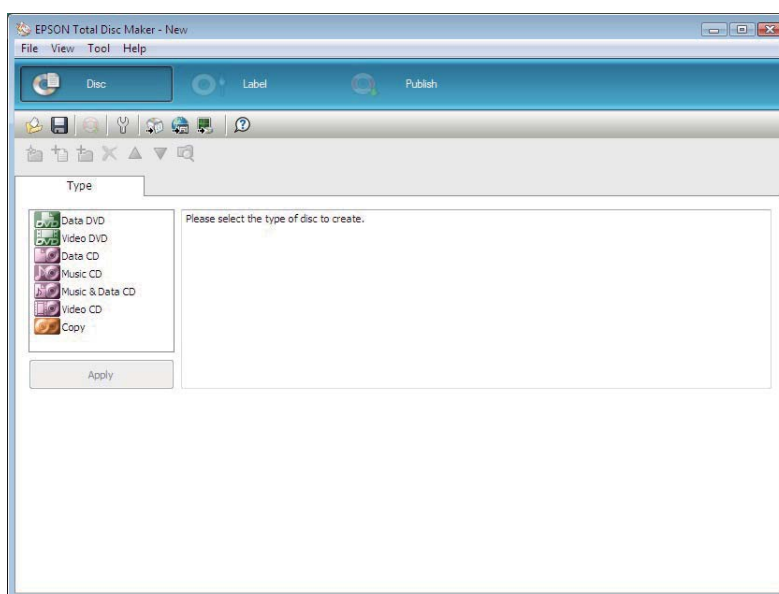 EPSON Total Disc Maker - New
File View Tool Help
Disc Label Publish
Type
Data DVD
Video DVD
Data CD
Music CD
Music & Data CD
Video CD
Copy
Please select the type of disc to create.
Apply